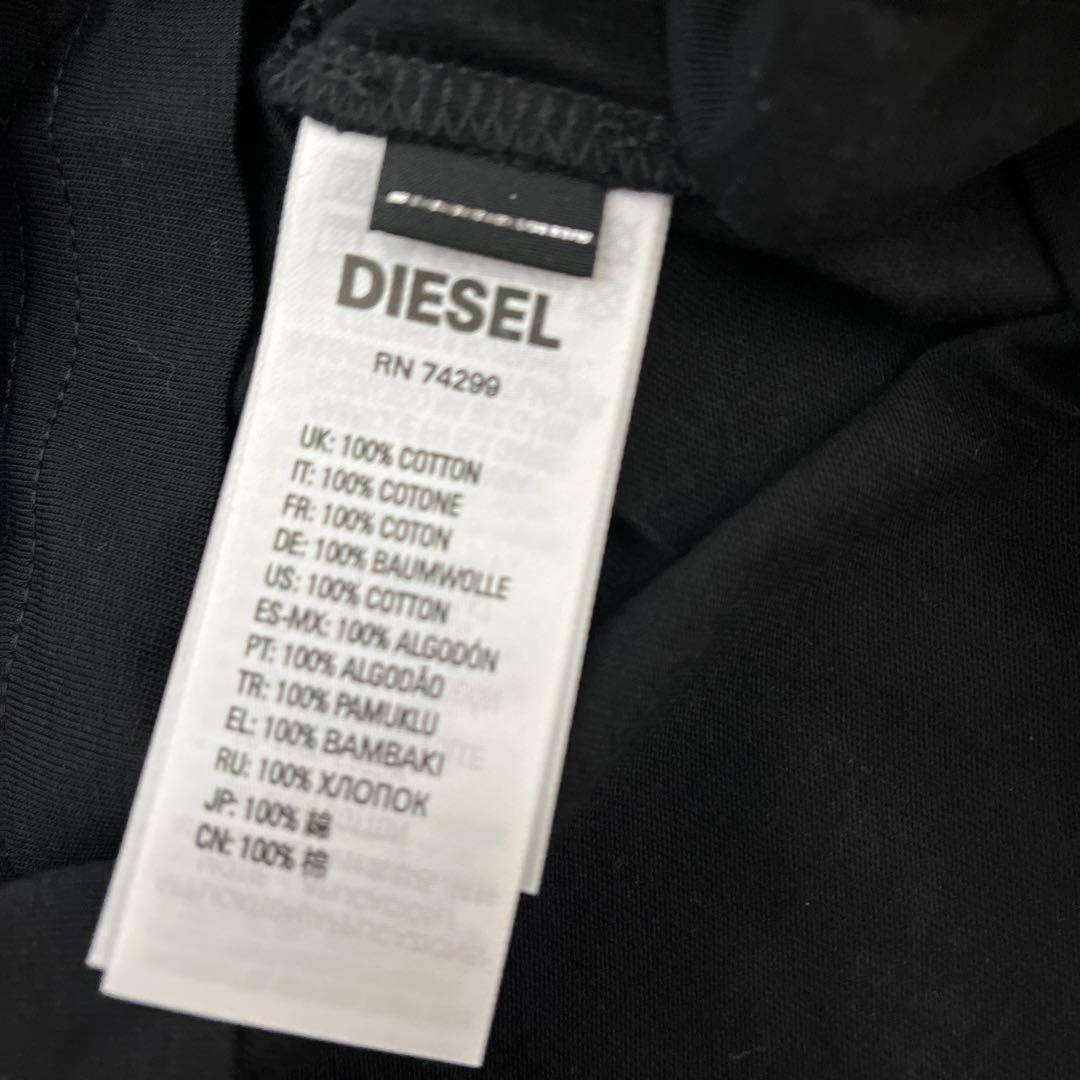 DIESEL
RN 74299
UK: 100% COTTON
IT: 100% COTONE
FR: 100% COTON
DE: 100% BAUMWOLLE
US: 100% COTTON
ES-MX: 100% ALGODÓN
PT: 100% ALGODÃO
TR: 100% PAMUKLU
EL: 100% BAMBAKI
RU: 100% ХЛОПОК
JP: 100% 綿
CN: 100% 棉